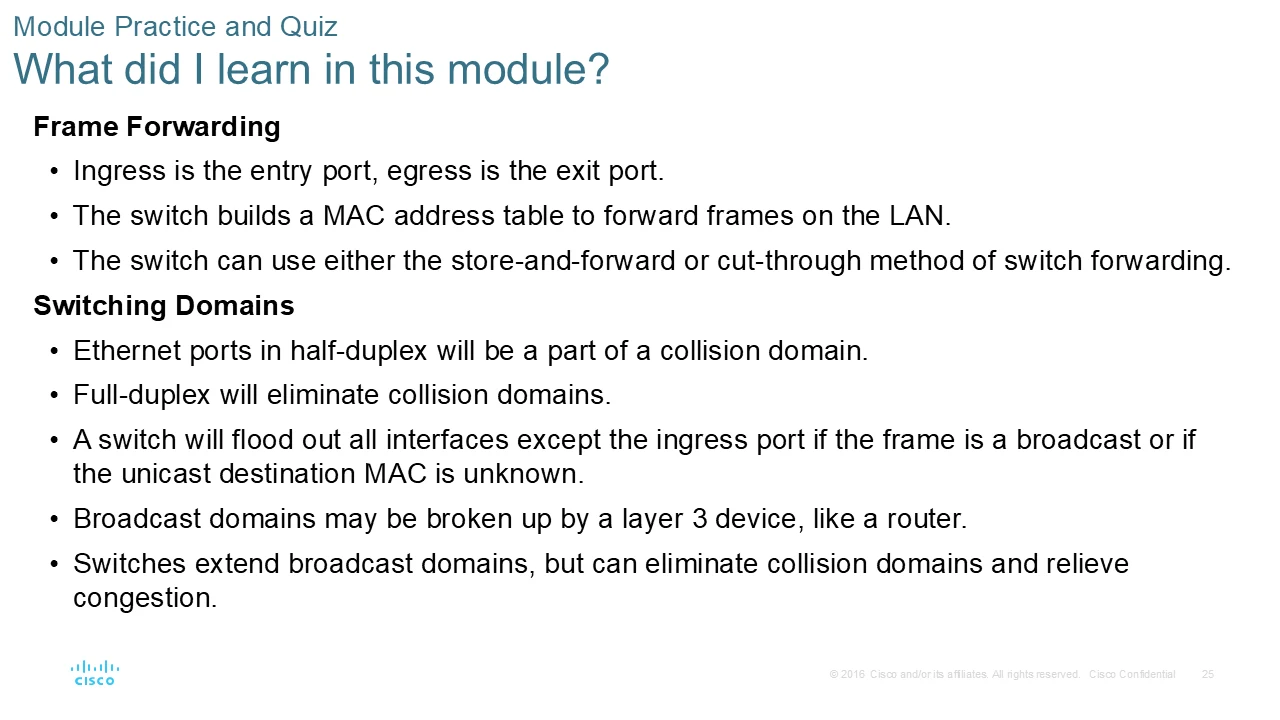 Module Practice and Quiz
What did I learn in this module?
Frame Forwarding
• Ingress is the entry port, egress is the exit port.
• The switch builds a MAC address table to forward frames on the LAN.
• The switch can use either the store-and-forward or cut-through method of switch forwarding.
Switching Domains
• Ethernet ports in half-duplex will be a part of a collision domain.
• Full-duplex will eliminate collision domains.
• A switch will flood out all interfaces except the ingress port if the frame is a broadcast or if
the unicast destination MAC is unknown.
• Broadcast domains may be broken up by a layer 3 device, like a router.
• Switches extend broadcast domains, but can eliminate collision domains and relieve
congestion.
CISCO © 2016 Cisco and/or its affiliates. All rights reserved. Cisco Confidential 25